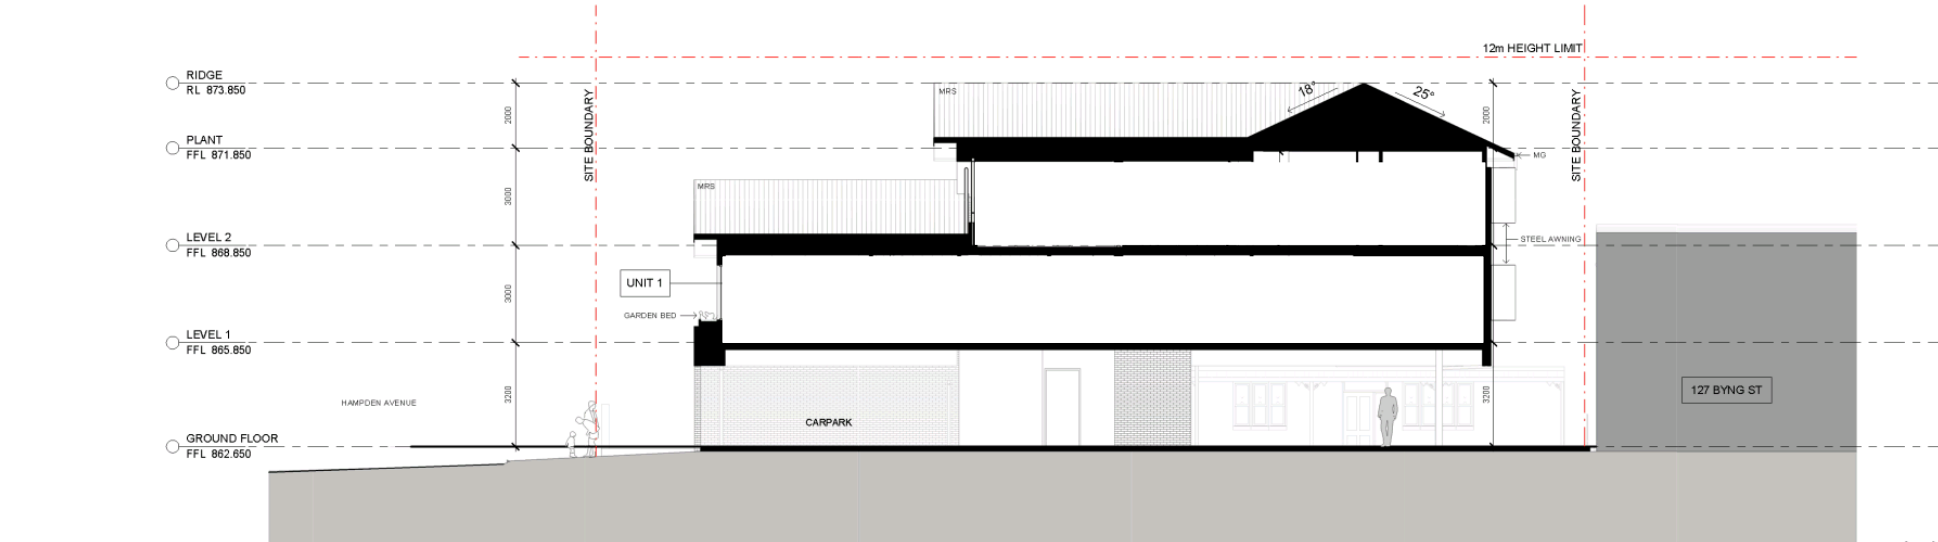 12m HEIGHT LIMIT
RIDGE
RL 873.850
MRS
18°
25°
2000
2000
SITE BOUNDARY
SITE BOUNDARY
PLANT
FFL 871.850
MG
MRS
3000
LEVEL 2
FFL 868.850
STEEL AWNING
UNIT 1
3000
GARDEN BED
LEVEL 1
FFL 865.850
127 BYNG ST
HAMPDEN AVENUE
3200
3200
CARPARK
GROUND FLOOR
FFL 862.650